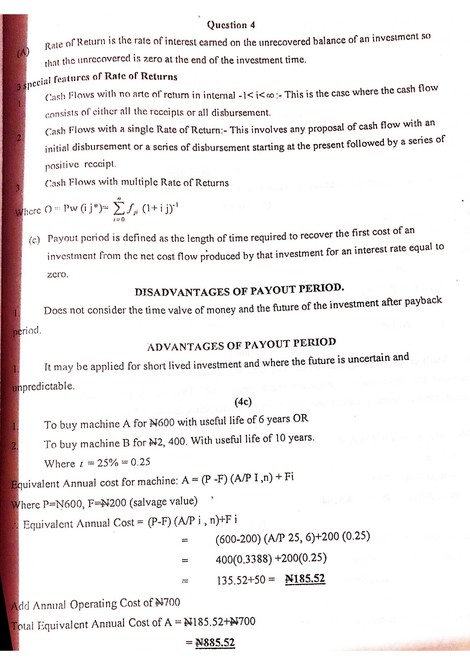 Question 4
(A) Rate of Return is the rate of interest earned on the unrecovered balance of an investment so
that the unrecovered is zero at the end of the investment time.
3 special features of Rate of Returns
1. Cash Flows with no arte of return in internal -1< i<∞:- This is the case where the cash flow
consists of either all the receipts or all disbursement.
2. Cash Flows with a single Rate of Return:- This involves any proposal of cash flow with an
initial disbursement or a series of disbursement starting at the present followed by a series of
positive receipt.
3. Cash Flows with multiple Rate of Returns
Where O = Pw (i j*)= ∞ ∑ i=0 f ji (1+ i j)⁻¹
(c) Payout period is defined as the length of time required to recover the first cost of an
investment from the net cost flow produced by that investment for an interest rate equal to
zero.
DISADVANTAGES OF PAYOUT PERIOD.
1. Does not consider the time valve of money and the future of the investment after payback
period.
ADVANTAGES OF PAYOUT PERIOD
1. It may be applied for short lived investment and where the future is uncertain and
unpredictable.
(4c)
1. To buy machine A for ₦600 with useful life of 6 years OR
2. To buy machine B for ₦2, 400. With useful life of 10 years.
Where ɪ = 25% = 0.25
Equivalent Annual cost for machine: A = (P -F) (A/P I ,n) + Fi
Where P=₦600, F=₦200 (salvage value)
∴ Equivalent Annual Cost = (P-F) (A/P i , n)+F i
= (600-200) (A/P 25, 6)+200 (0.25)
= 400(0.3388) +200(0.25)
= 135.52+50 = ₦185.52
Add Annual Operating Cost of ₦700
Total Equivalent Annual Cost of A = ₦185.52+₦700
= ₦885.52